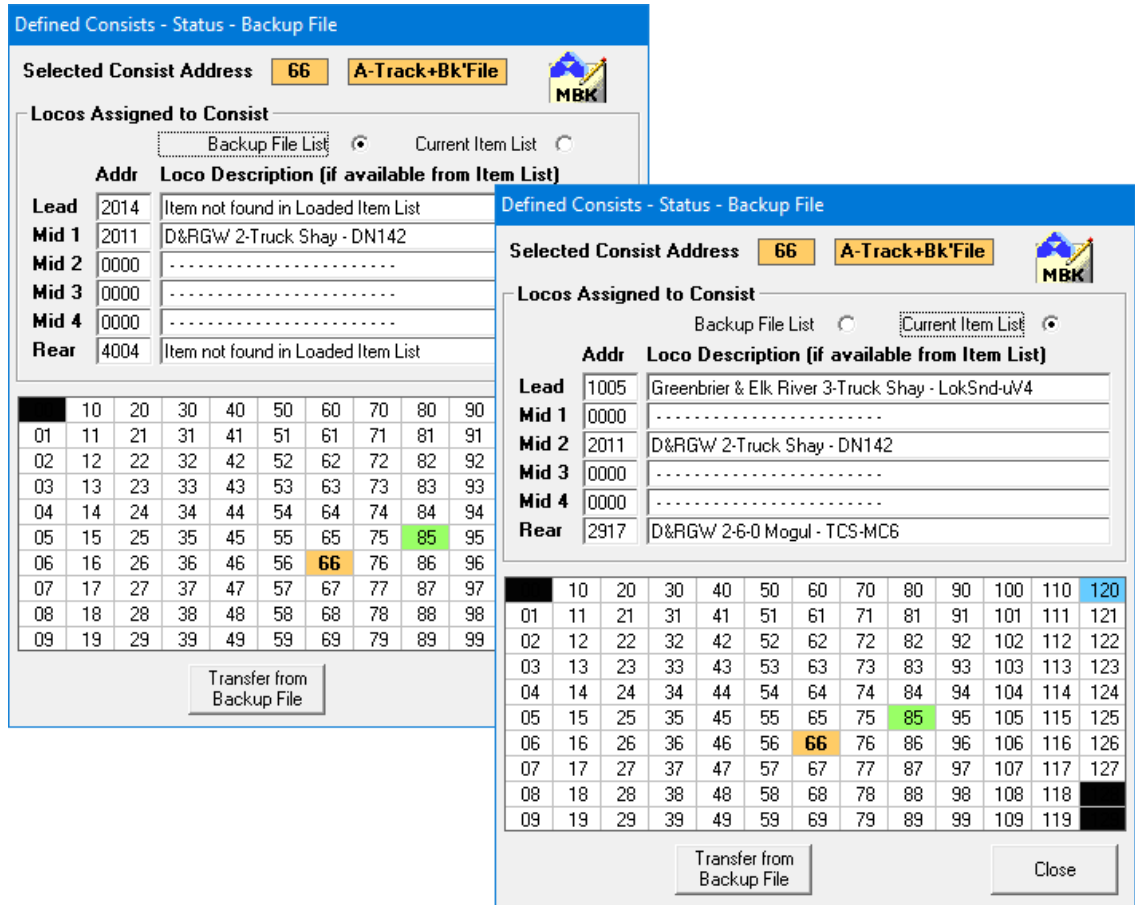 Defined Consists - Status - Backup File
Selected Consist Address 66 A-Track+Bk'File
MBK
Locos Assigned to Consist
Backup File List Current Item List
Addr Loco Description (if available from Item List)
Lead 2014 Item not found in Loaded Item List
Mid 1 2011 D&RGW 2-Truck Shay - DN142
Mid 2 0000 - - - - - - - - - - - - - - - - - - - - - - - -
Mid 3 0000 - - - - - - - - - - - - - - - - - - - - - - - -
Mid 4 0000 - - - - - - - - - - - - - - - - - - - - - - - -
Rear 4004 Item not found in Loaded Item List
10 20 30 40 50 60 70 80 90
01 11 21 31 41 51 61 71 81 91
02 12 22 32 42 52 62 72 82 92
03 13 23 33 43 53 63 73 83 93
04 14 24 34 44 54 64 74 84 94
05 15 25 35 45 55 65 75 85 95
06 16 26 36 46 56 66 76 86 96
07 17 27 37 47 57 67 77 87 97
08 18 28 38 48 58 68 78 88 98
09 19 29 39 49 59 69 79 89 99
Transfer from
Backup File
Defined Consists - Status - Backup File
Selected Consist Address 66 A-Track+Bk'File
MBK
Locos Assigned to Consist
Backup File List Current Item List
Addr Loco Description (if available from Item List)
Lead 1005 Greenbrier & Elk River 3-Truck Shay - LokSnd-uV4
Mid 1 0000 - - - - - - - - - - - - - - - - - - - - - - - -
Mid 2 2011 D&RGW 2-Truck Shay - DN142
Mid 3 0000 - - - - - - - - - - - - - - - - - - - - - - - -
Mid 4 0000 - - - - - - - - - - - - - - - - - - - - - - - -
Rear 2917 D&RGW 2-6-0 Mogul - TCS-MC6
10 20 30 40 50 60 70 80 90 100 110 120
01 11 21 31 41 51 61 71 81 91 101 111 121
02 12 22 32 42 52 62 72 82 92 102 112 122
03 13 23 33 43 53 63 73 83 93 103 113 123
04 14 24 34 44 54 64 74 84 94 104 114 124
05 15 25 35 45 55 65 75 85 95 105 115 125
06 16 26 36 46 56 66 76 86 96 106 116 126
07 17 27 37 47 57 67 77 87 97 107 117 127
08 18 28 38 48 58 68 78 88 98 108 118
09 19 29 39 49 59 69 79 89 99 109 119
Transfer from
Backup File
Close